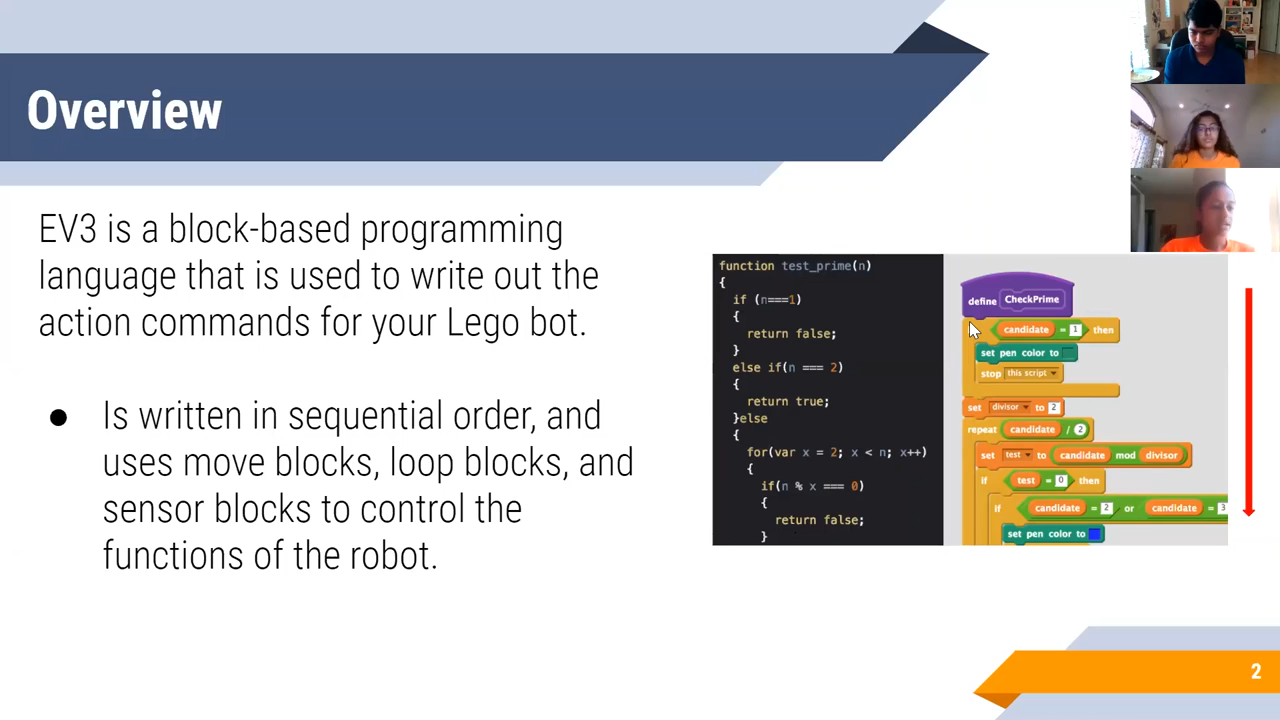 Overview
EV3 is a block-based programming
language that is used to write out the
action commands for your Lego bot.
● Is written in sequential order, and
uses move blocks, loop blocks, and
sensor blocks to control the
functions of the robot.
function test_prime(n)
{
if (n===1)
{
return false;
}
else if(n === 2)
{
return true;
}else
{
for(var x = 2; x < n; x++)
{
if(n % x === 0)
{
return false;
}
define CheckPrime
candidate = 1 then
set pen color to
stop this script
set divisor to 2
repeat candidate / 2
set test to candidate mod divisor
if test = 0 then
if candidate = 2 or candidate = 3
set pen color to
2